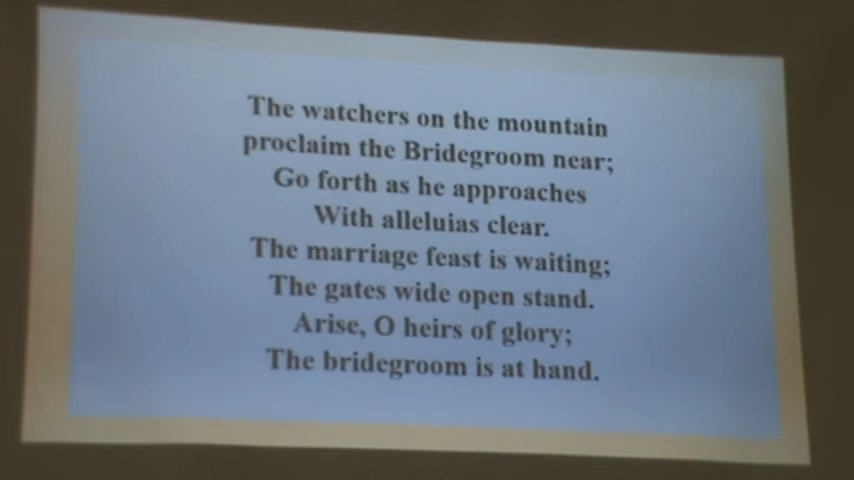 The watchers on the mountain
proclaim the Bridegroom near;
Go forth as he approaches
With alleluias clear.
The marriage feast is waiting;
The gates wide open stand.
Arise, O heirs of glory;
The bridegroom is at hand.